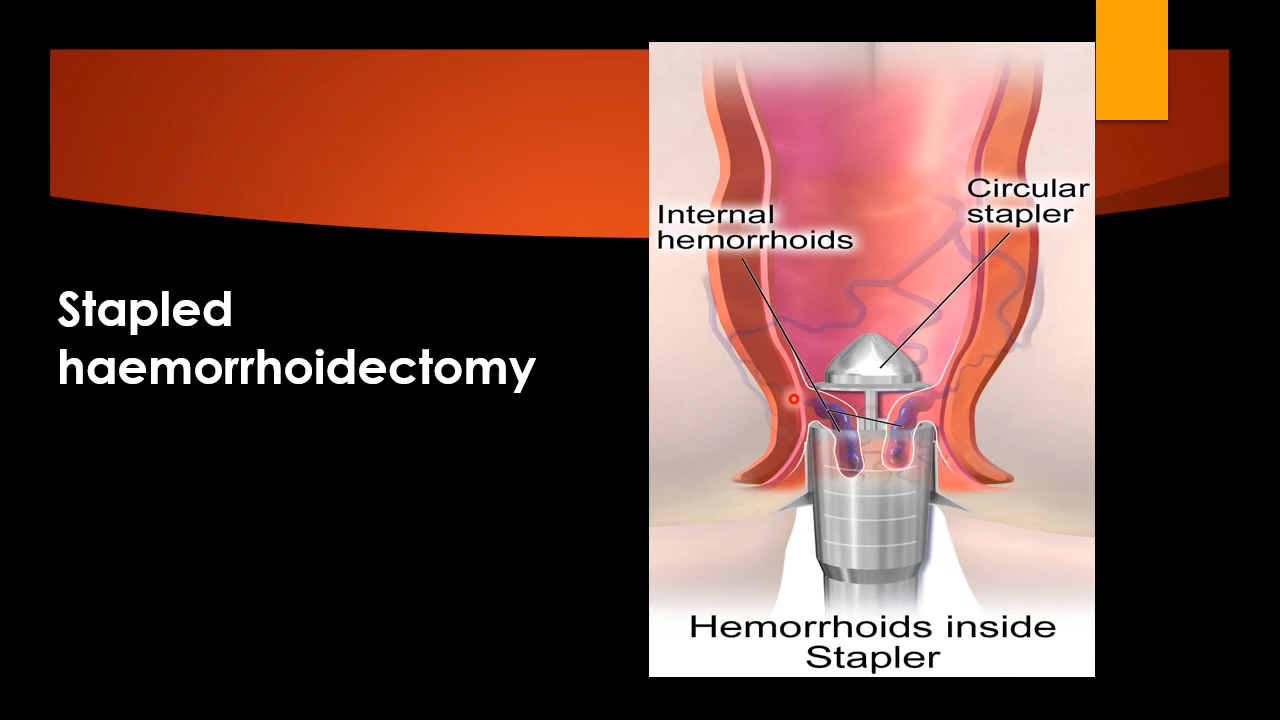 Stapled
haemorrhoidectomy
Internal
hemorrhoids
Circular
stapler
Hemorrhoids inside
Stapler